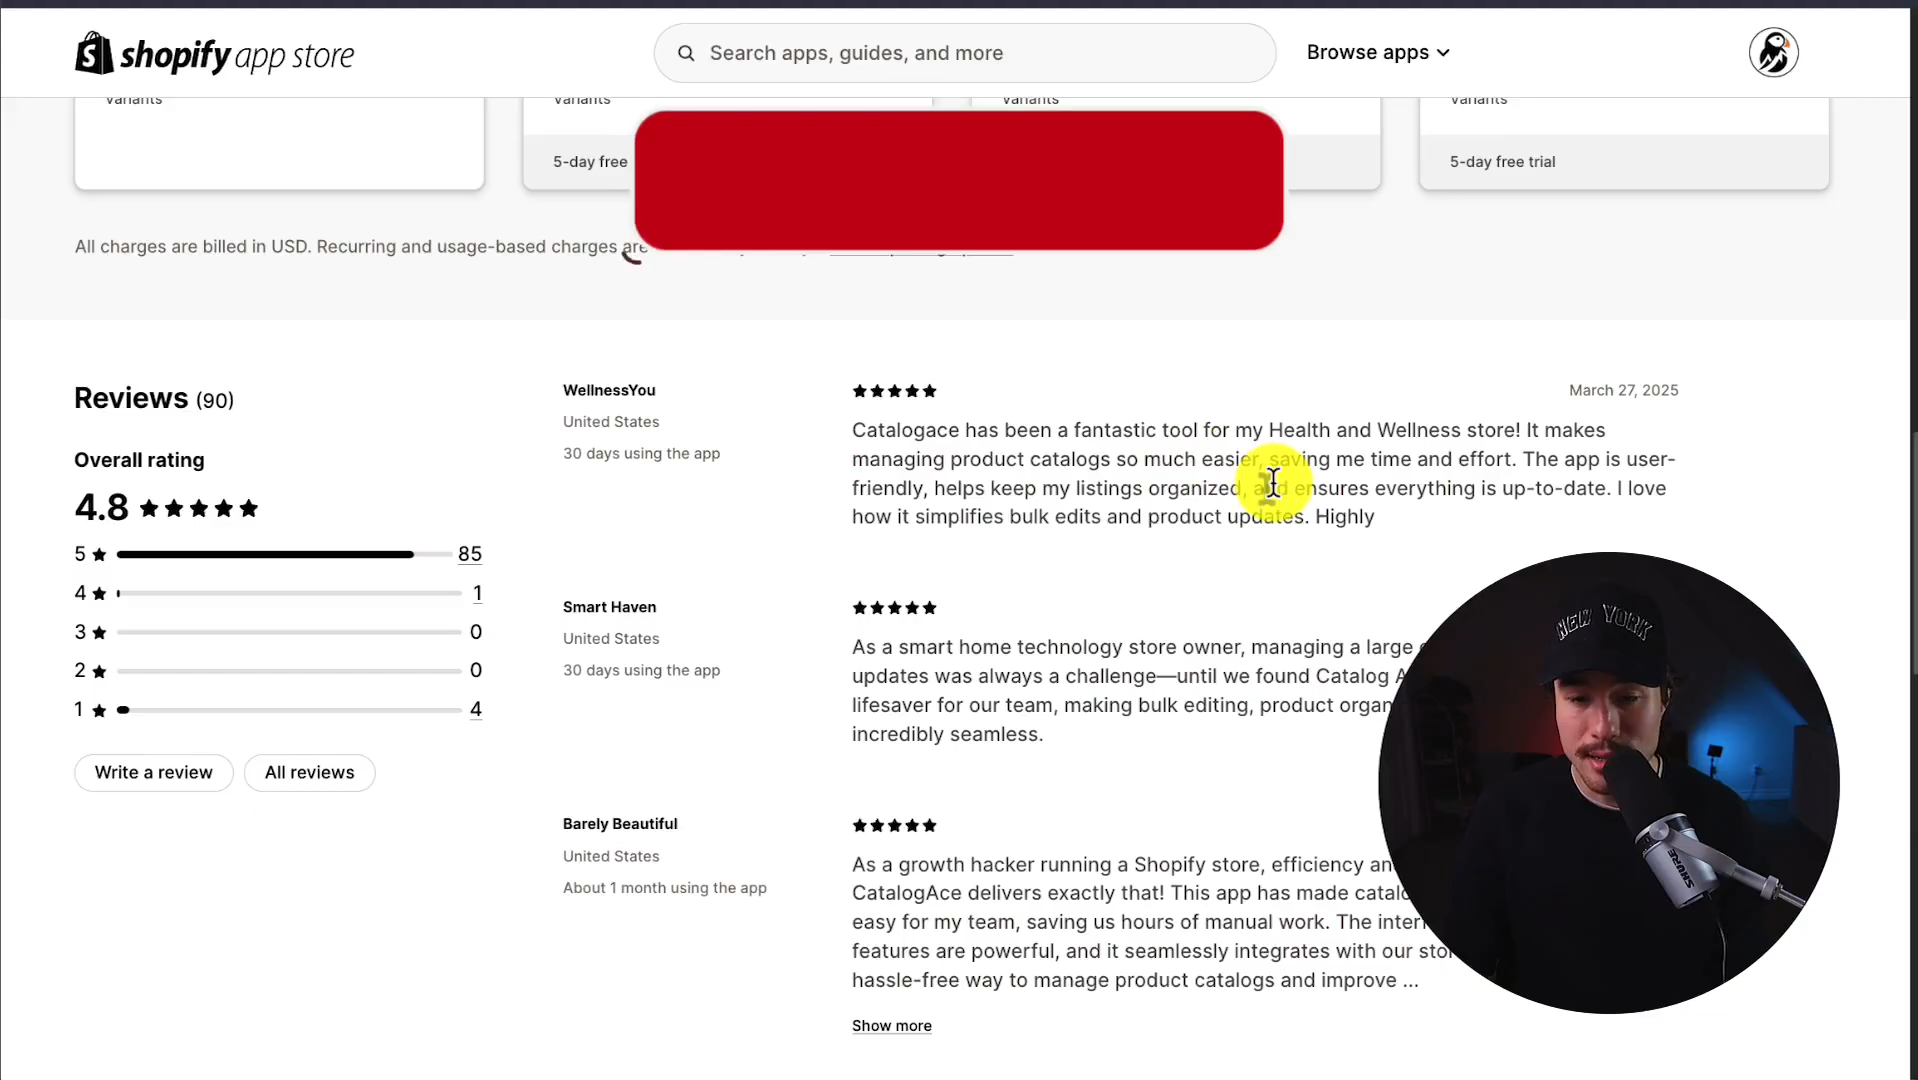 shopify app store
Search apps, guides, and more
Browse apps
variants
variants
variants
variants
5-day free
5-day free trial
All charges are billed in USD. Recurring and usage-based charges are
Reviews (90)
Overall rating
4.8
5 85
4 1
3 0
2 0
1 4
Write a review
All reviews
WellnessYou
United States
30 days using the app
March 27, 2025
Catalogace has been a fantastic tool for my Health and Wellness store! It makes
managing product catalogs so much easier, saving me time and effort. The app is user-
friendly, helps keep my listings organized, and ensures everything is up-to-date. I love
how it simplifies bulk edits and product updates. Highly
Smart Haven
United States
30 days using the app
As a smart home technology store owner, managing a large
updates was always a challenge—until we found Catalog
lifesaver for our team, making bulk editing, product
incredibly seamless.
Barely Beautiful
United States
About 1 month using the app
As a growth hacker running a Shopify store, efficiency
CatalogAce delivers exactly that! This app has made
easy for my team, saving us hours of manual work. The
features are powerful, and it seamlessly integrates with our
hassle-free way to manage product catalogs and improve ...
Show more
NEW YORK
SHURE